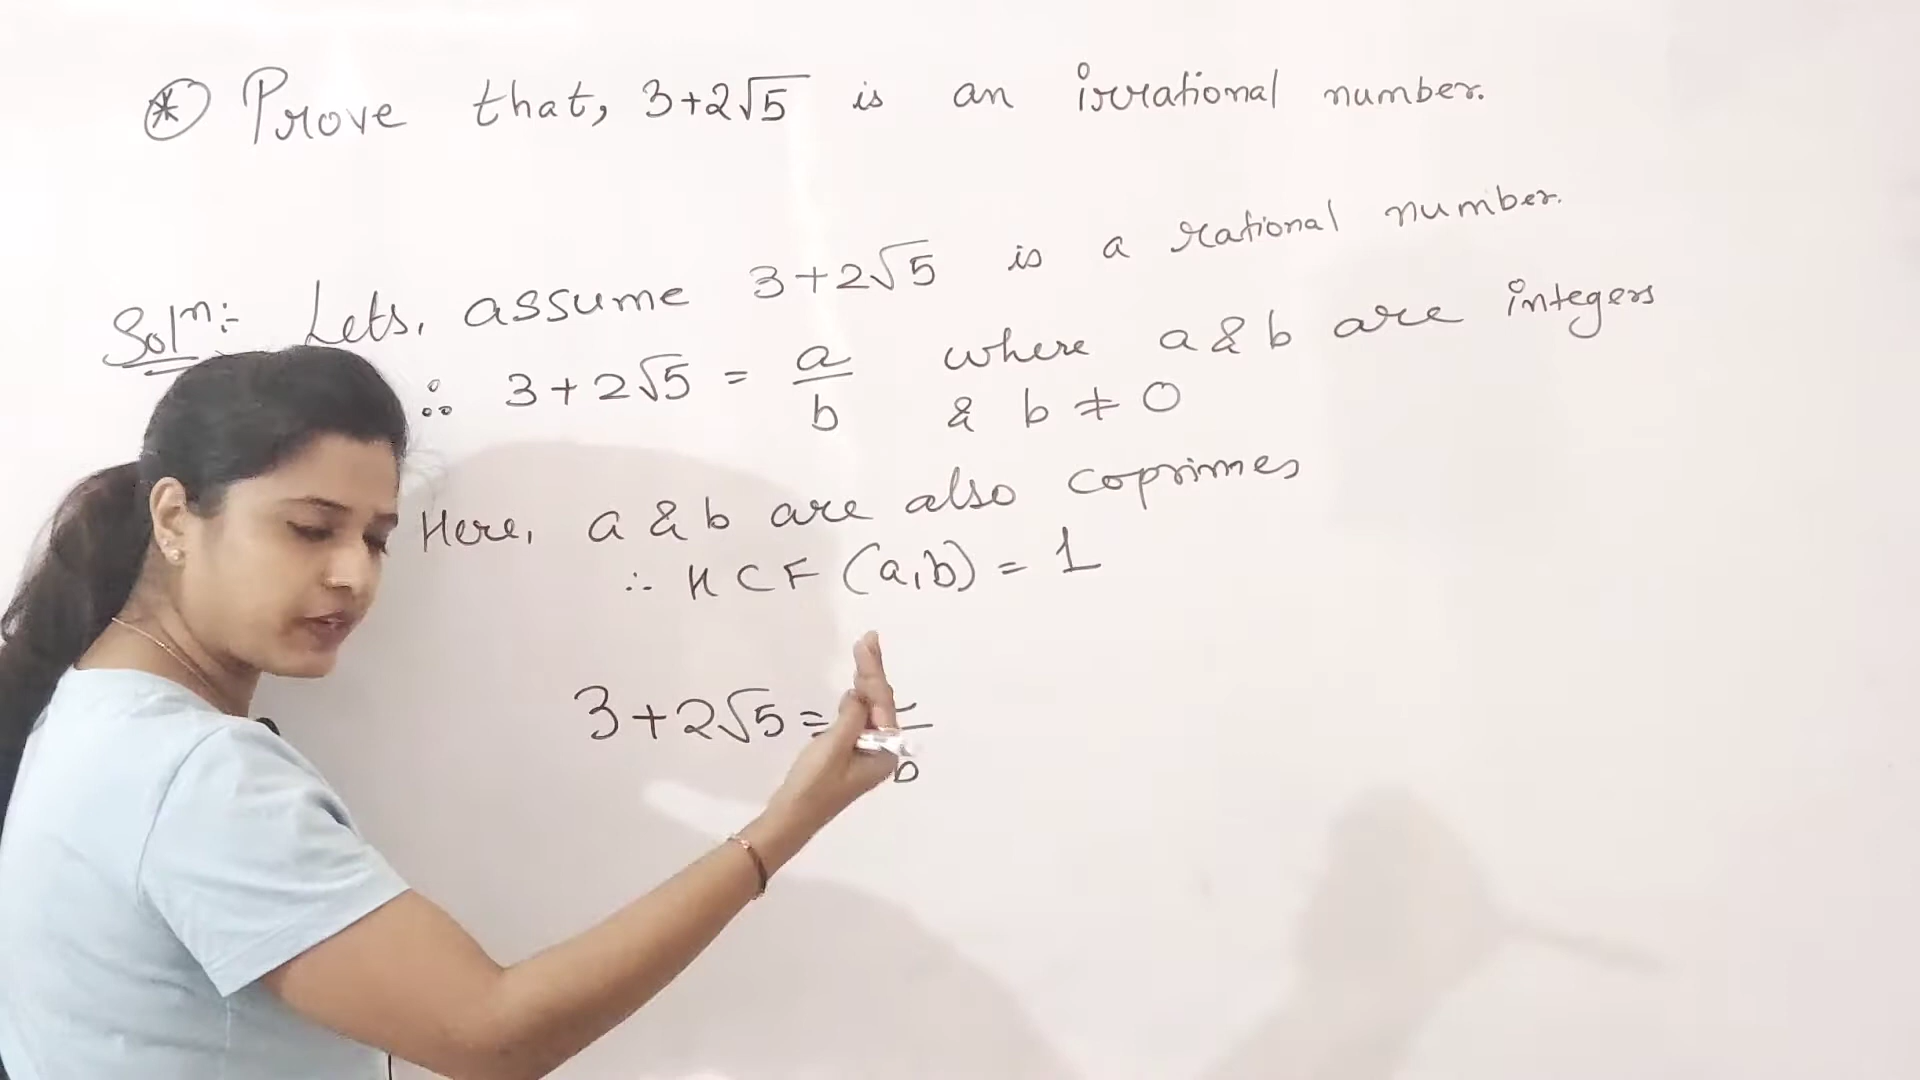 * Prove that, 3+2√5 is an irrational number.
Solⁿ:- Lets, assume 3+2√5 is a rational number.
∴ 3+2√5 = a/b where a & b are integers
& b ≠ 0
Here, a & b are also coprimes
∴ HCF (a,b) = 1
3+2√5 = b